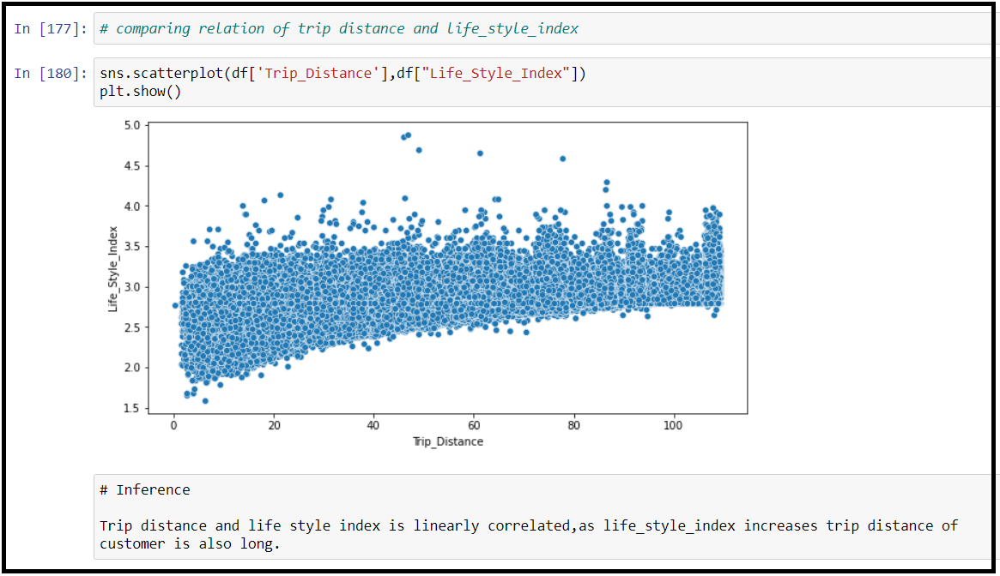 In [177]: # comparing relation of trip distance and life_style_index
In [180]: sns.scatterplot(df['Trip_Distance'],df["Life_Style_Index"])
plt.show()
5.0
4.5
4.0
3.5
3.0
2.5
2.0
1.5
Life_Style_Index
0 20 40 60 80 100
Trip_Distance
# Inference
Trip distance and life style index is linearly correlated,as life_style_index increases trip distance of
customer is also long.